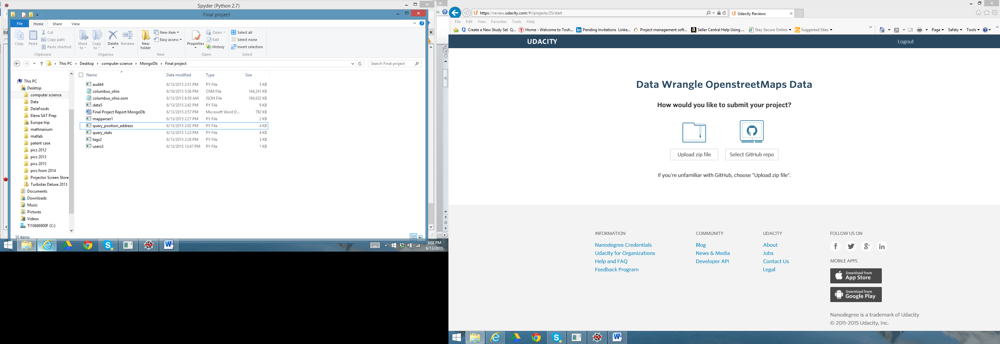 Spyder (Python 2.7)
Final project
File Home Share View
Copy Paste Cut Copy path Paste shortcut
Move to Copy to Delete Rename
New folder New item Easy access
Properties Open Edit History
Select all Select none Invert selection
Clipboard Organize New Open Select
This PC Desktop computer science MongoDb Final project
Search Final project
Name Date modified Type Size
audit4 6/13/2015 2:51 PM PY File 5 KB
columbus_ohio 6/10/2015 5:56 PM OSM File 164,241 KB
columbus_ohio.osm 6/13/2015 8:59 AM JSON File 184,632 KB
data5 6/13/2015 2:42 PM PY File 9 KB
Final Project Report MongoDb 6/13/2015 2:57 PM Microsoft Word D... 782 KB
mapparser1 6/13/2015 2:27 PM PY File 2 KB
query_position_address 6/13/2015 2:02 PM PY File 4 KB
query_stats 6/13/2015 1:23 PM PY File 4 KB
tags2 6/13/2015 2:28 PM PY File 3 KB
users3 6/13/2015 12:47 PM PY File 1 KB
This PC
Desktop
computer science
Data
DeJaFoods
Elena SAT Prep
Europe trip
mathnasium
matlab
patent case
pics 2012
pics 2013
pics 2015
pics from 2014
Projector Screen Store
Turbotax Deluxe 2013
Documents
Downloads
Music
Pictures
Videos
TI10686900F (C:)
10 items
3:02 PM
6/13/2015
https://review.udacity.com/#!/projects/25/start
Udacity Reviews
File Edit View Favorites Tools Help
Create a New Study Set Q... Home - Welcome to Tosh... Pending Invitations Linke... Project management soft... Seller Central Help Using ... Stay Secure Online Suggested Sites
Page Safety Tools
UDACITY
Logout
Data Wrangle OpenstreetMaps Data
How would you like to submit your project?
Upload zip file
Select GitHub repo
If you're unfamiliar with GitHub, choose "Upload zip file".
INFORMATION
Nanodegree Credentials
Udacity for Organizations
Help and FAQ
Feedback Program
COMMUNITY
Blog
News & Media
Developer API
UDACITY
About
Jobs
Contact Us
Legal
FOLLOW US ON
MOBILE APPS
Download from
App Store
Download from
Google Play
Nanodegree is a trademark of Udacity
© 2011-2015 Udacity, Inc.